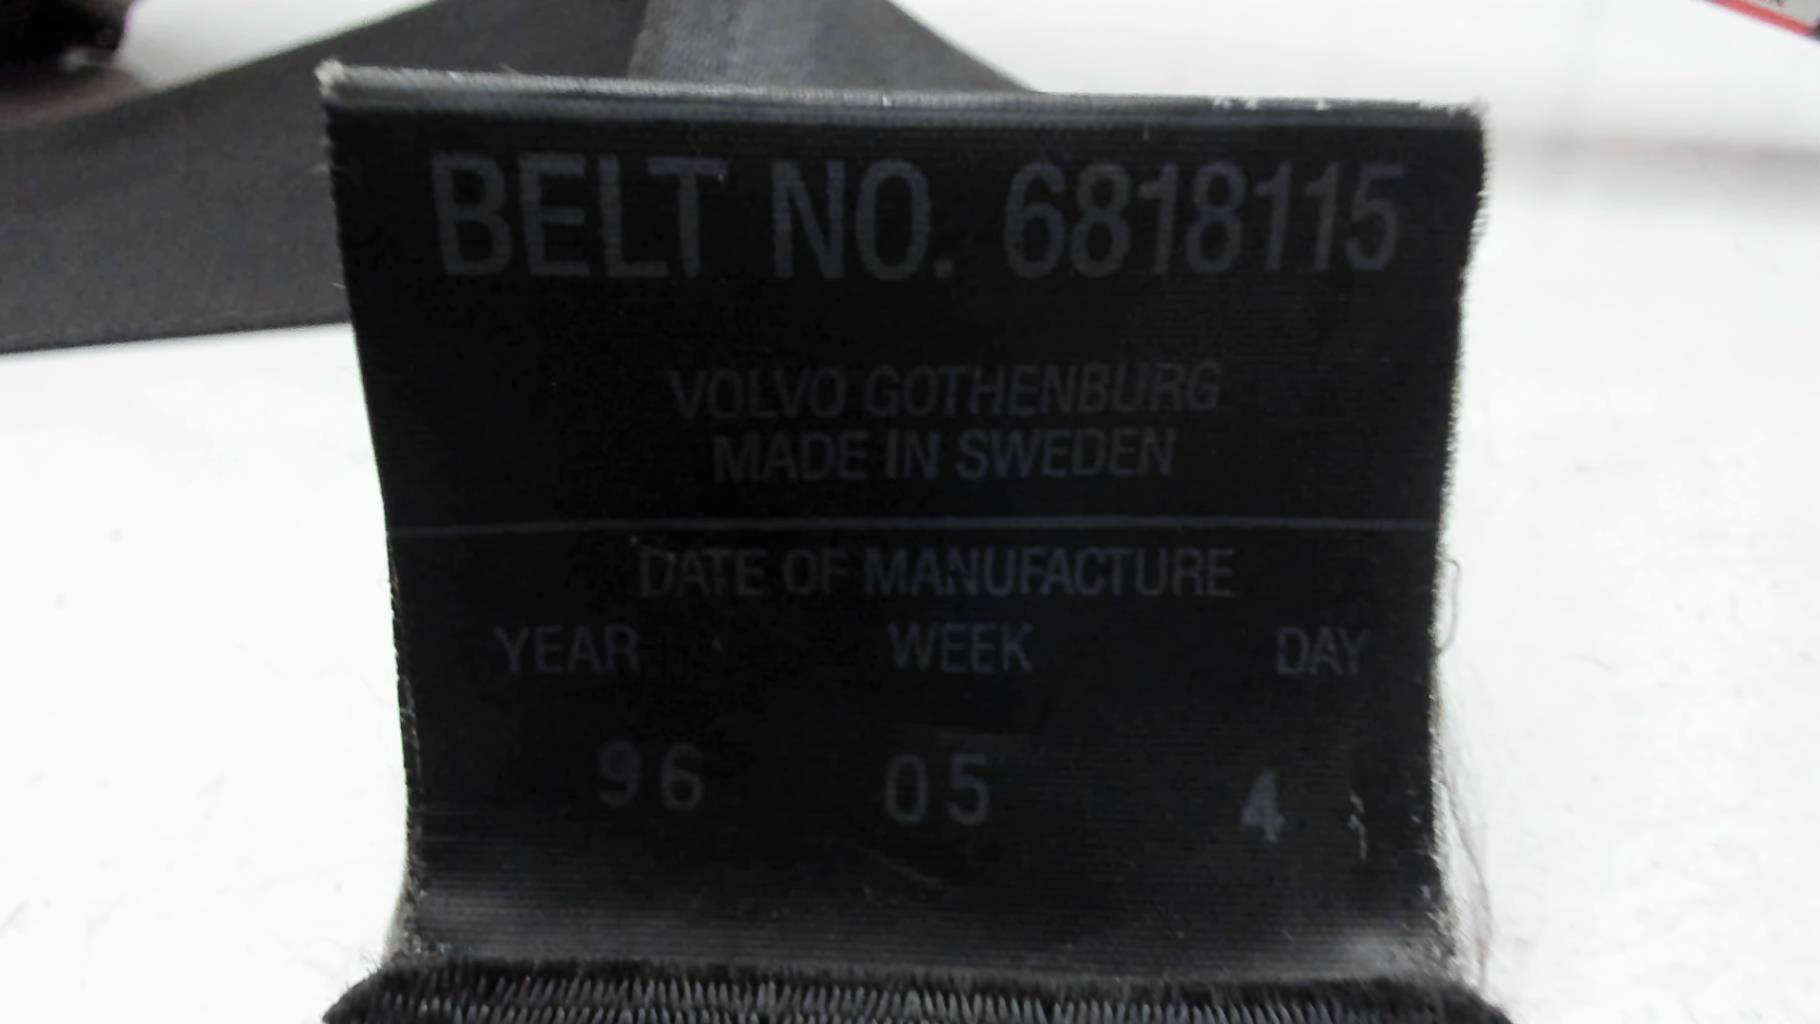 BELT NO. 6818115
VOLVO GOTHENBURG
MADE IN SWEDEN
DATE OF MANUFACTURE
YEAR WEEK DAY
96 05 4